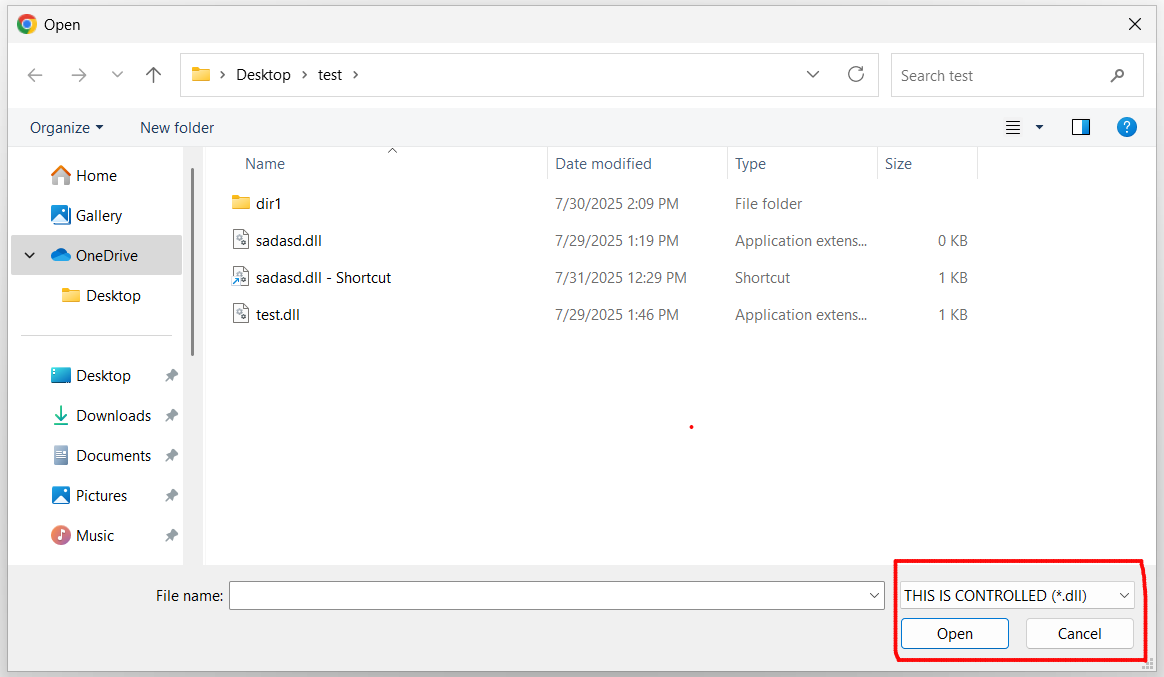 Open
Desktop > test >
Search test
Organize
New folder
Name
Date modified
Type
Size
Home
Gallery
OneDrive
Desktop
Desktop
Downloads
Documents
Pictures
Music
dir1 7/30/2025 2:09 PM File folder
sadasd.dll 7/29/2025 1:19 PM Application extens... 0 KB
sadasd.dll - Shortcut 7/31/2025 12:29 PM Shortcut 1 KB
test.dll 7/29/2025 1:46 PM Application extens... 1 KB
File name:
THIS IS CONTROLLED (*.dll)
Open
Cancel